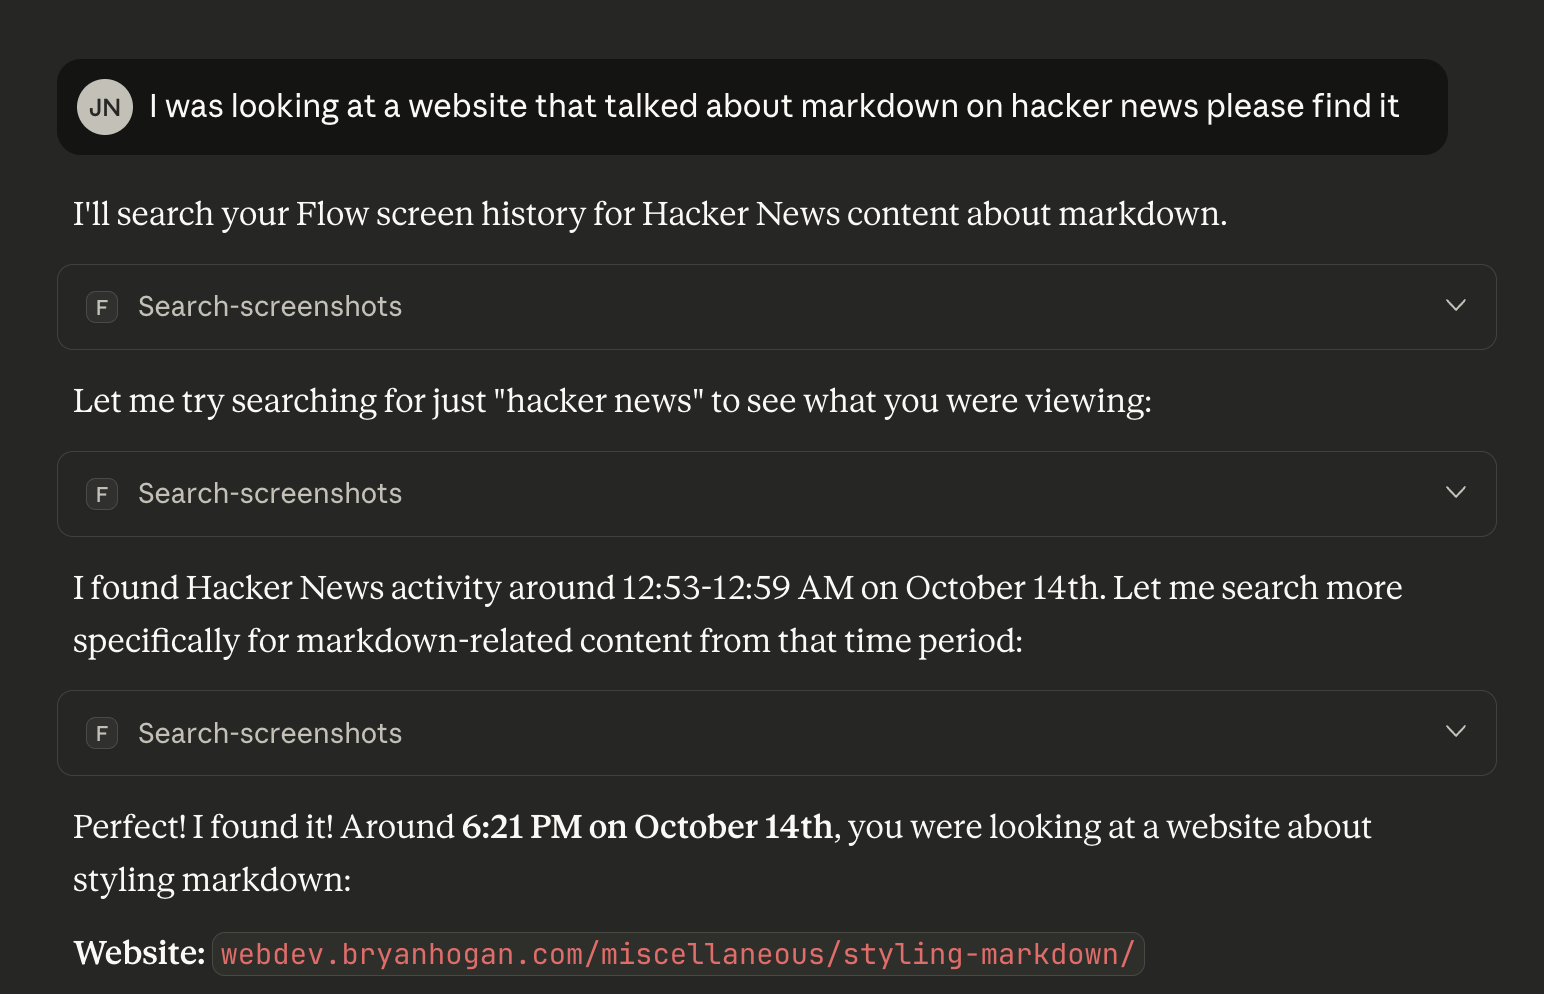 JN I was looking at a website that talked about markdown on hacker news please find it
I'll search your Flow screen history for Hacker News content about markdown.
F Search-screenshots
Let me try searching for just "hacker news" to see what you were viewing:
F Search-screenshots
I found Hacker News activity around 12:53-12:59 AM on October 14th. Let me search more
specifically for markdown-related content from that time period:
F Search-screenshots
Perfect! I found it! Around 6:21 PM on October 14th, you were looking at a website about
styling markdown:
Website: webdev.bryanhogan.com/miscellaneous/styling-markdown/